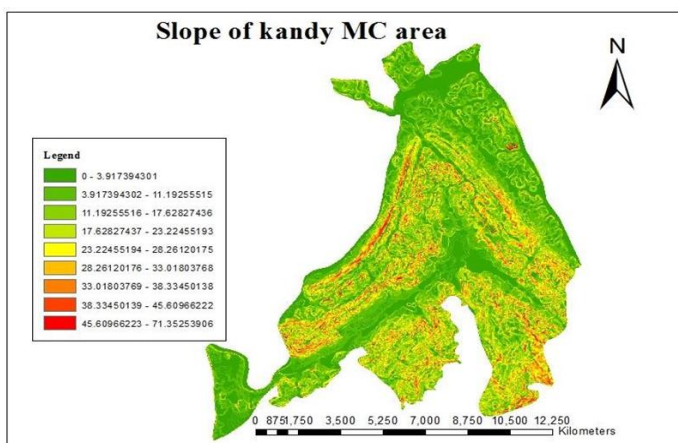 Slope of kandy MC area
N
Legend
0 - 3.917394301
3.917394302 - 11.19255515
11.19255516 - 17.62827436
17.62827437 - 23.22455193
23.22455194 - 28.26120175
28.26120176 - 33.01803768
33.01803769 - 38.33450138
38.33450139 - 45.60966222
45.60966223 - 71.35253906
0 875 1,750 3,500 5,250 7,000 8,750 10,500 12,250
Kilometers